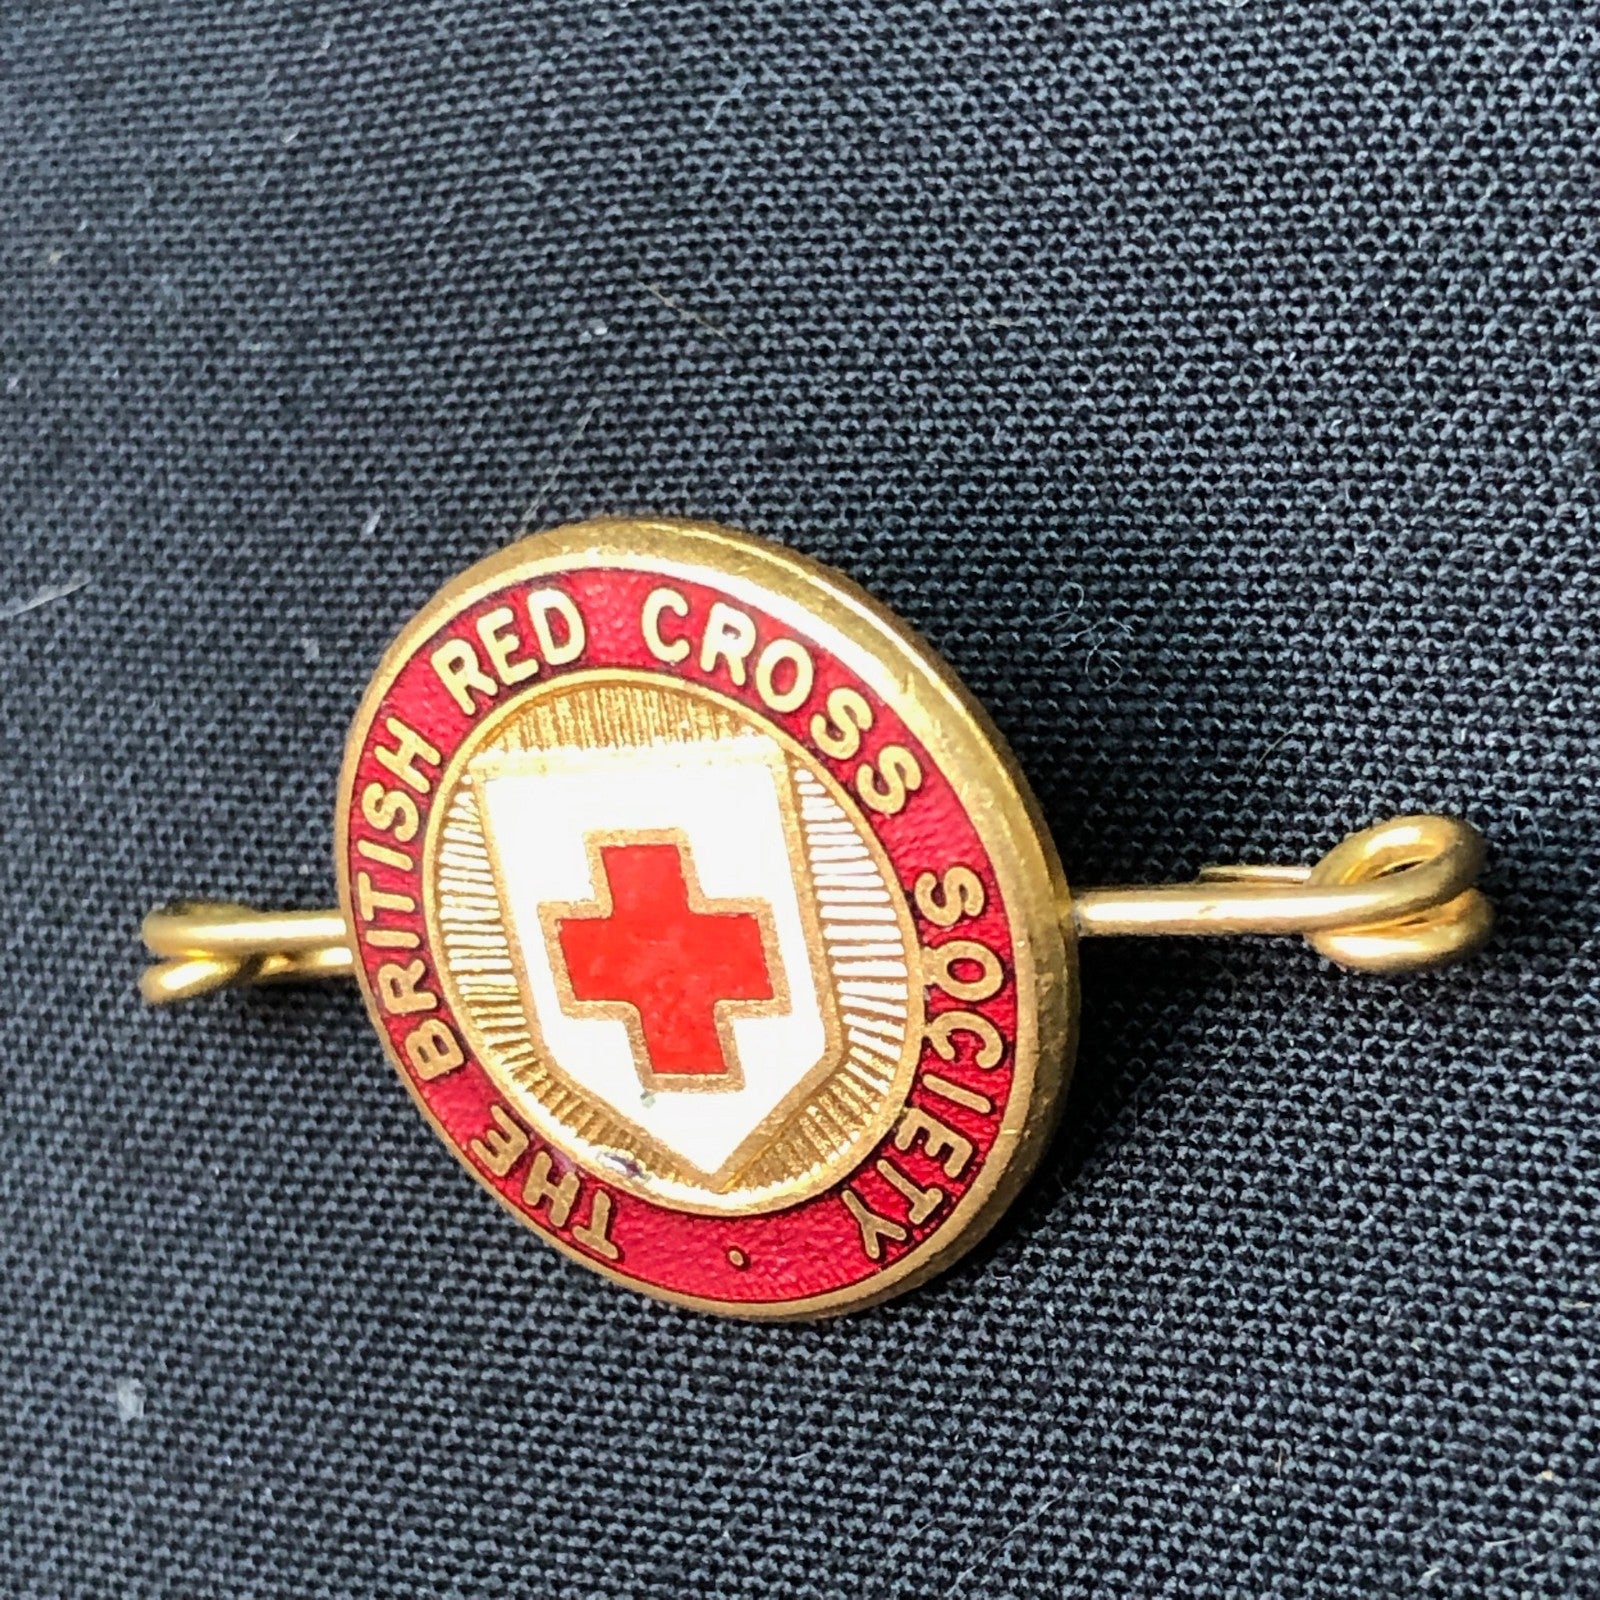 THE BRITISH RED CROSS SOCIETY